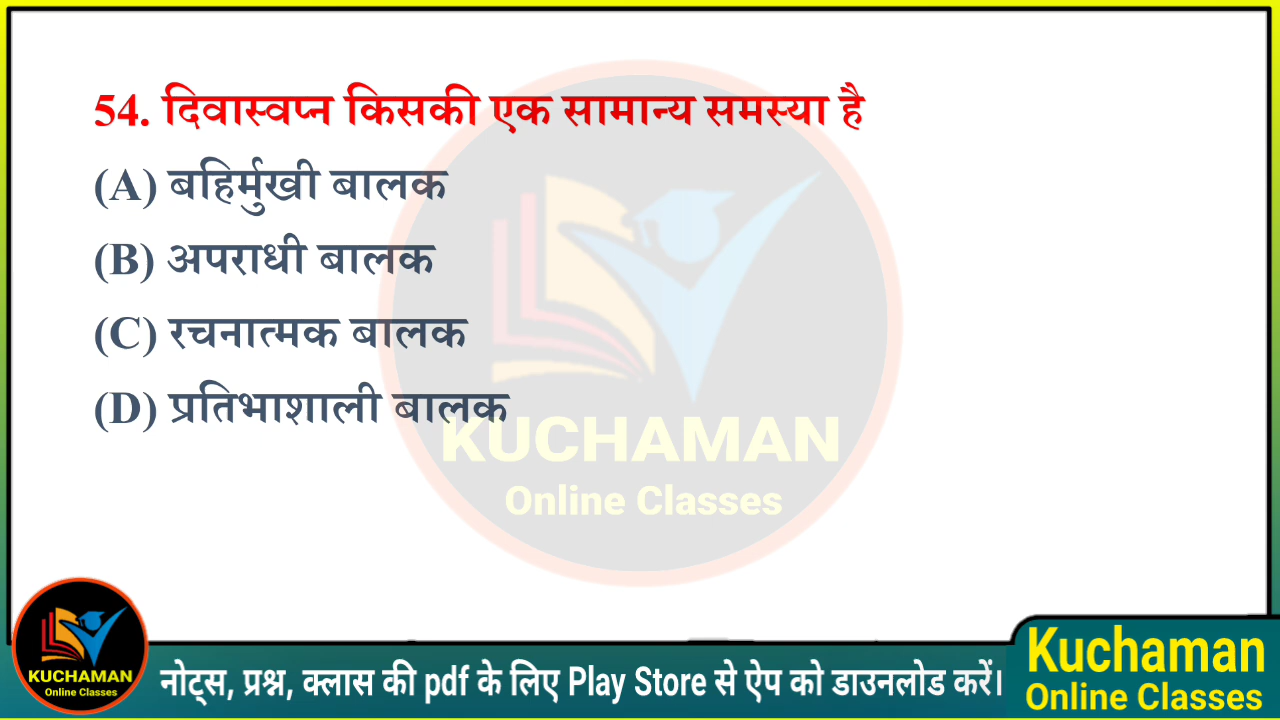 54. दिवास्वप्न किसकी एक सामान्य समस्या है
(A) बहिर्मुखी बालक
(B) अपराधी बालक
(C) रचनात्मक बालक
(D) प्रतिभाशाली बालक
KUCHAMAN
Online Classes
KUCHAMAN
Online Classes
नोट्स, प्रश्न, क्लास की pdf के लिए Play Store से ऐप को डाउनलोड करें।
Kuchaman
Online Classes